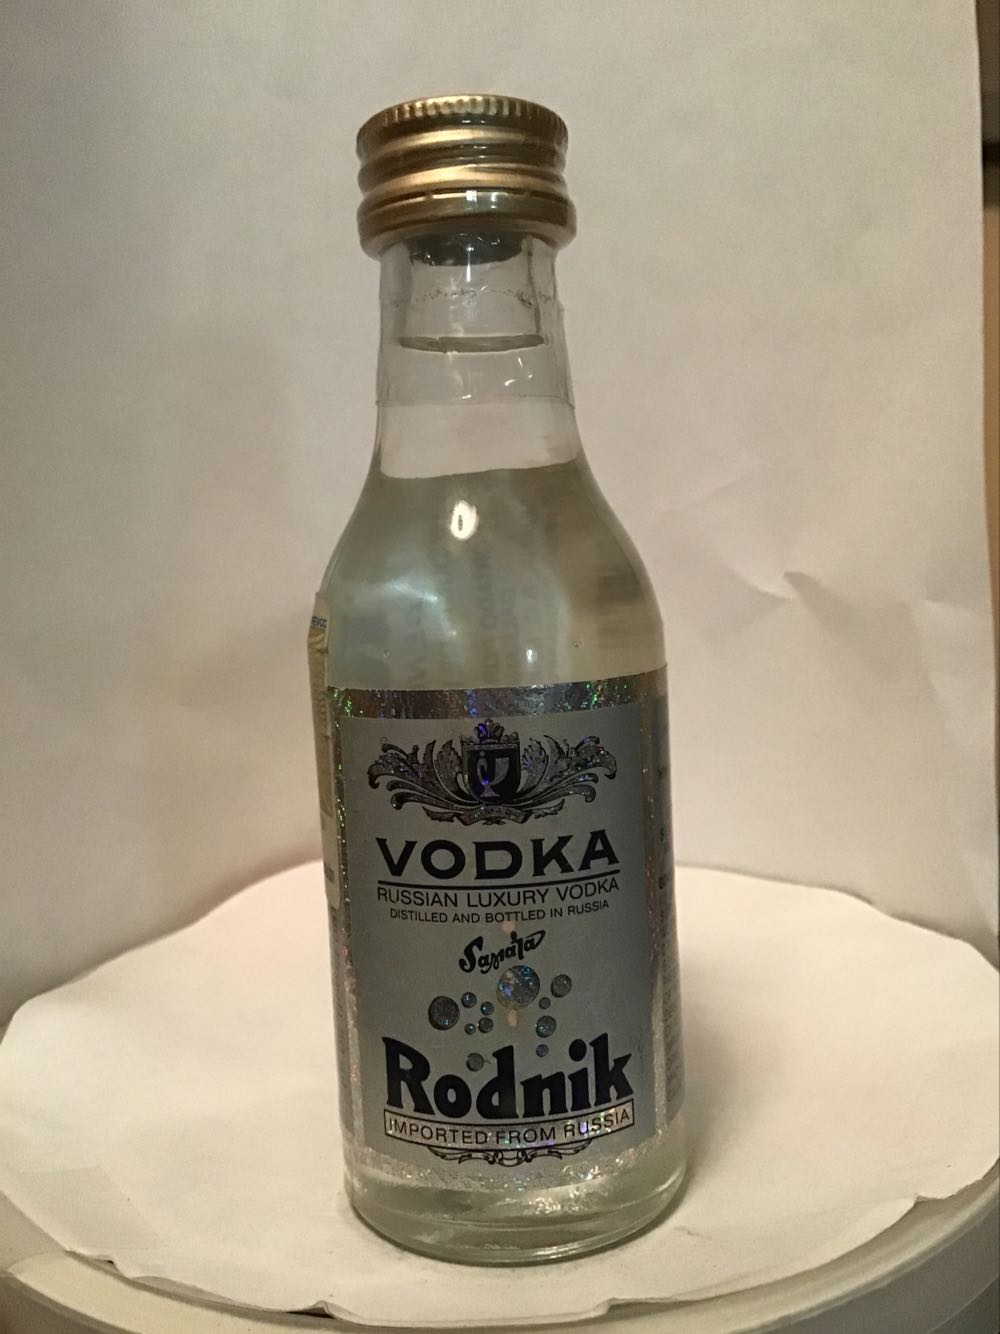 VODKA
RUSSIAN LUXURY VODKA
DISTILLED AND BOTTLED IN RUSSIA
Samara
Rodnik
IMPORTED FROM RUSSIA